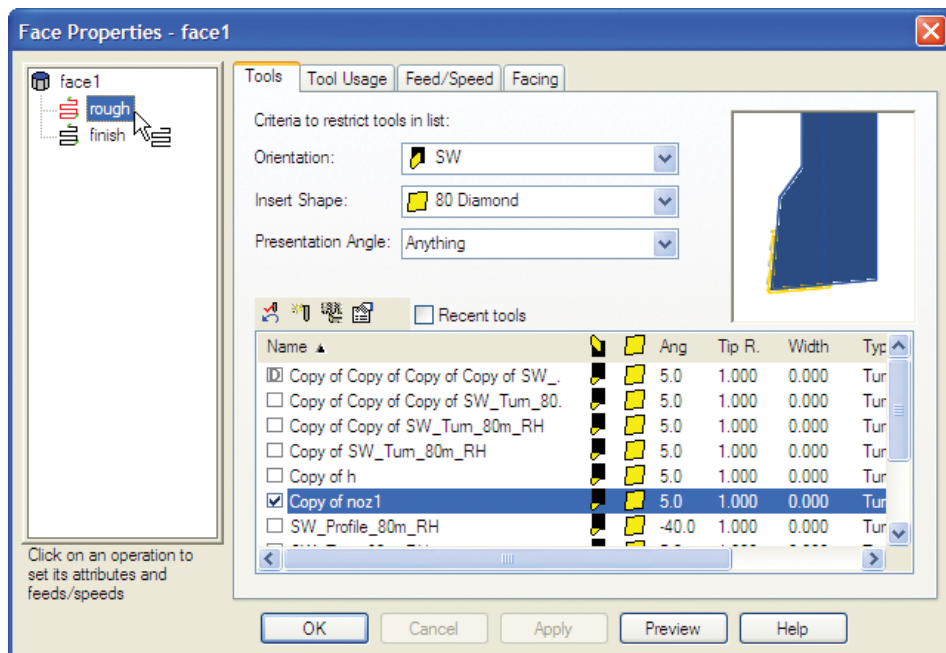 Face Properties - face1
face1
rough
finish
Click on an operation to
set its attributes and
feeds/speeds
Tools Tool Usage Feed/Speed Facing
Criteria to restrict tools in list:
Orientation: SW
Insert Shape: 80 Diamond
Presentation Angle: Anything
Recent tools
Name Ang Tip R. Width Typ
D Copy of Copy of Copy of Copy of SW_. 5.0 1.000 0.000 Tur
Copy of Copy of Copy of SW_Turn_80. 5.0 1.000 0.000 Tur
Copy of Copy of SW_Turn_80m_RH 5.0 1.000 0.000 Tur
Copy of SW_Turn_80m_RH 5.0 1.000 0.000 Tur
Copy of h 5.0 1.000 0.000 Tur
Copy of noz1 5.0 1.000 0.000 Tur
SW_Profile_80m_RH -40.0 1.000 0.000 Tur
OK Cancel Apply Preview Help